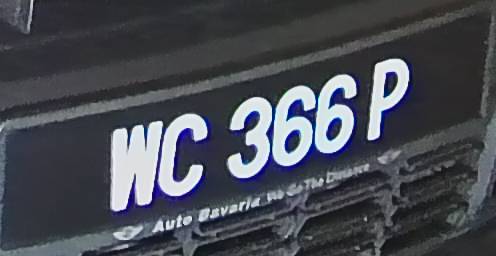 WC 366 P
Auto Bavaria We Go The Distance